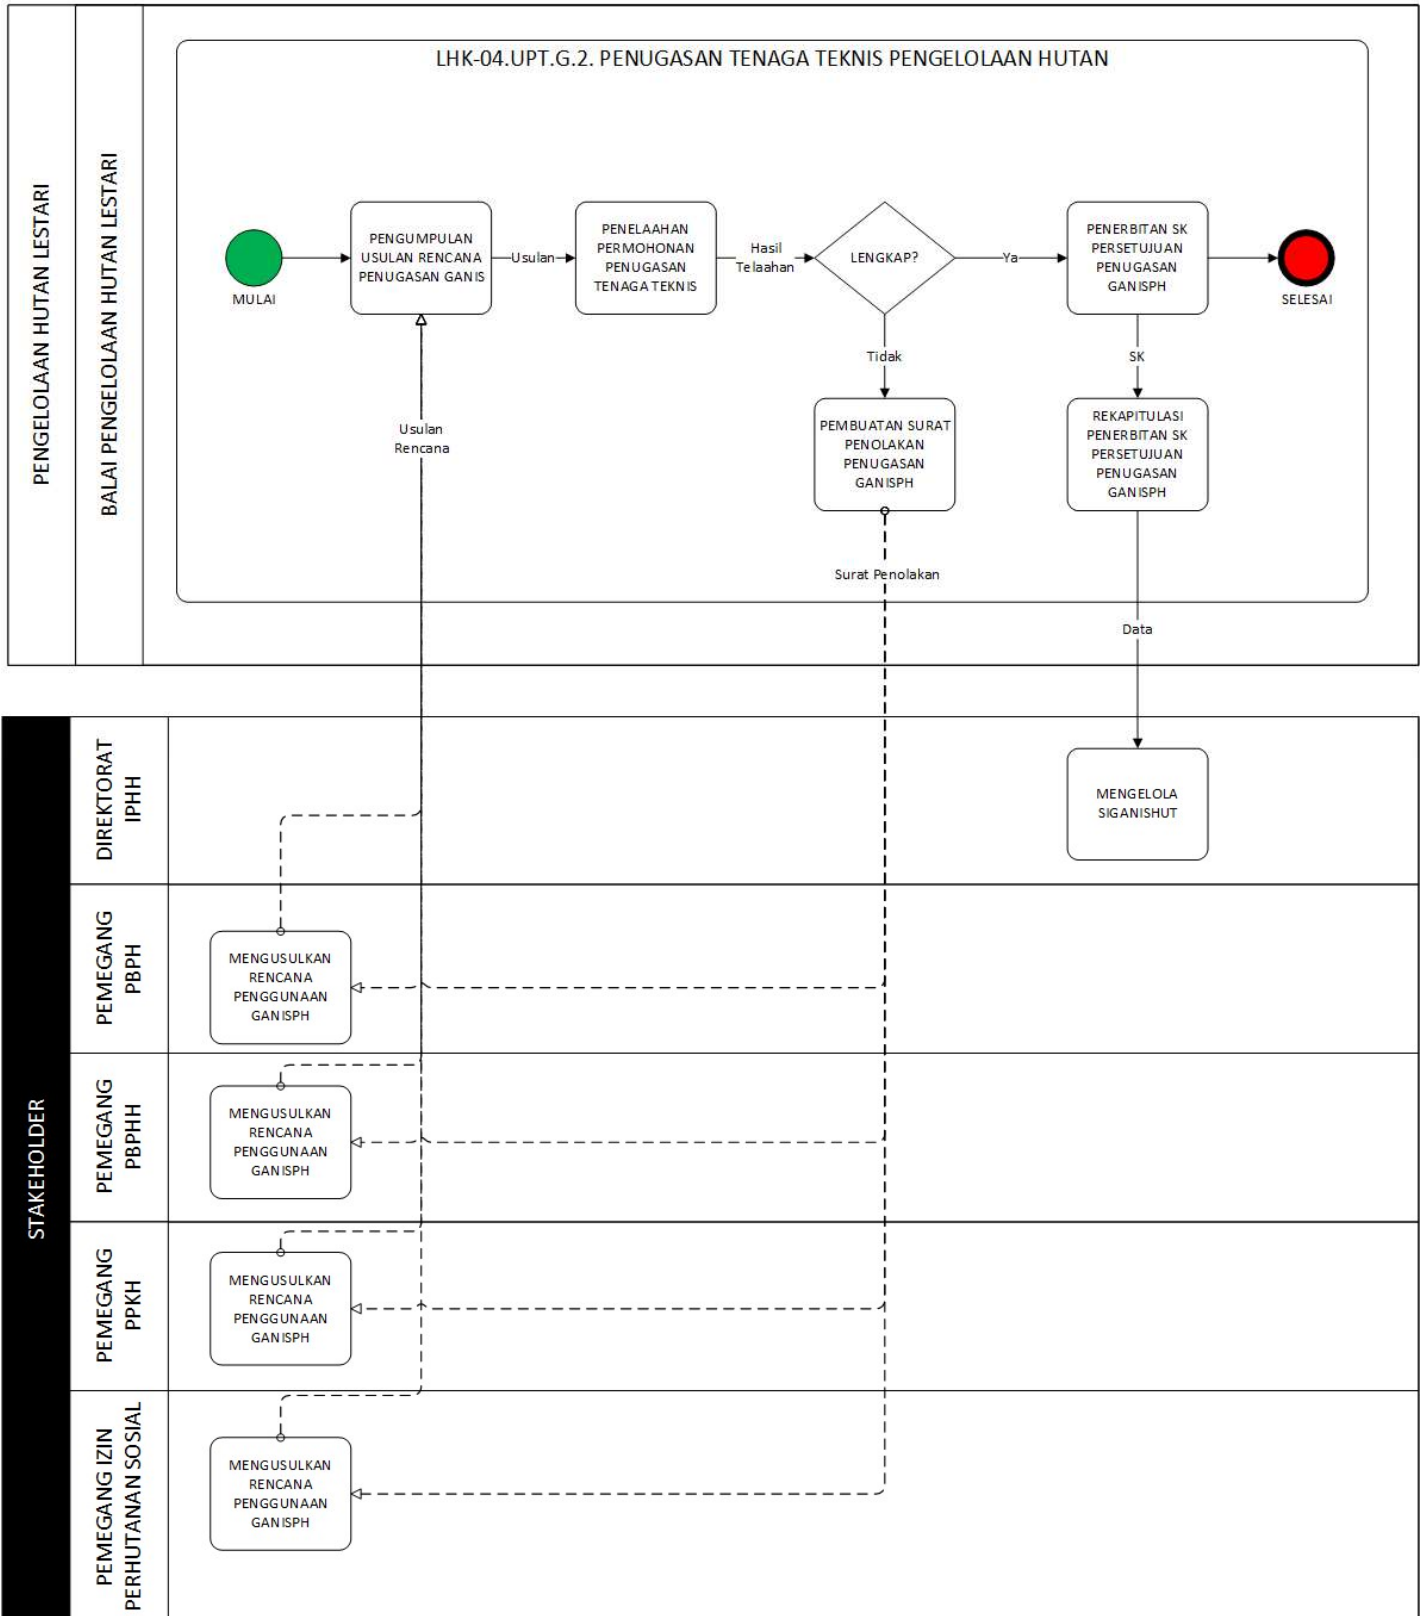 LHK-04.UPT.G.2. PENUGASAN TENAGA TEKNIS PENGELOLAAN HUTAN
PENGELOLAAN HUTAN LESTARI
BALAI PENGELOLAAN HUTAN LESTARI
MULAI
PENGUMPULAN
USULAN RENCANA
PENUGASAN GANIS
Usulan
PENELAAHAN
PERMOHONAN
PENUGASAN
TENAGA TEKNIS
Hasil
Telaahan
LENGKAP?
Ya
PENERBITAN SK
PERSETUJUAN
PENUGASAN
GANISPH
SELESAI
Tidak
SK
Usulan
Rencana
PEMBUATAN SURAT
PENOLAKAN
PENUGASAN
GANISPH
REKAPITULASI
PENERBITAN SK
PERSETUJUAN
PENUGASAN
GANISPH
Surat Penolakan
Data
STAKEHOLDER
DIREKTORAT
IPHH
MENGELOLA
SIGANISHUT
PEMEGANG
PBPH
MENGUSULKAN
RENCANA
PENGGUNAAN
GANISPH
PEMEGANG
PBPHH
MENGUSULKAN
RENCANA
PENGGUNAAN
GANISPH
PEMEGANG
PPKH
MENGUSULKAN
RENCANA
PENGGUNAAN
GANISPH
PEMEGANG IZIN
PERHUTANAN SOSIAL
MENGUSULKAN
RENCANA
PENGGUNAAN
GANISPH